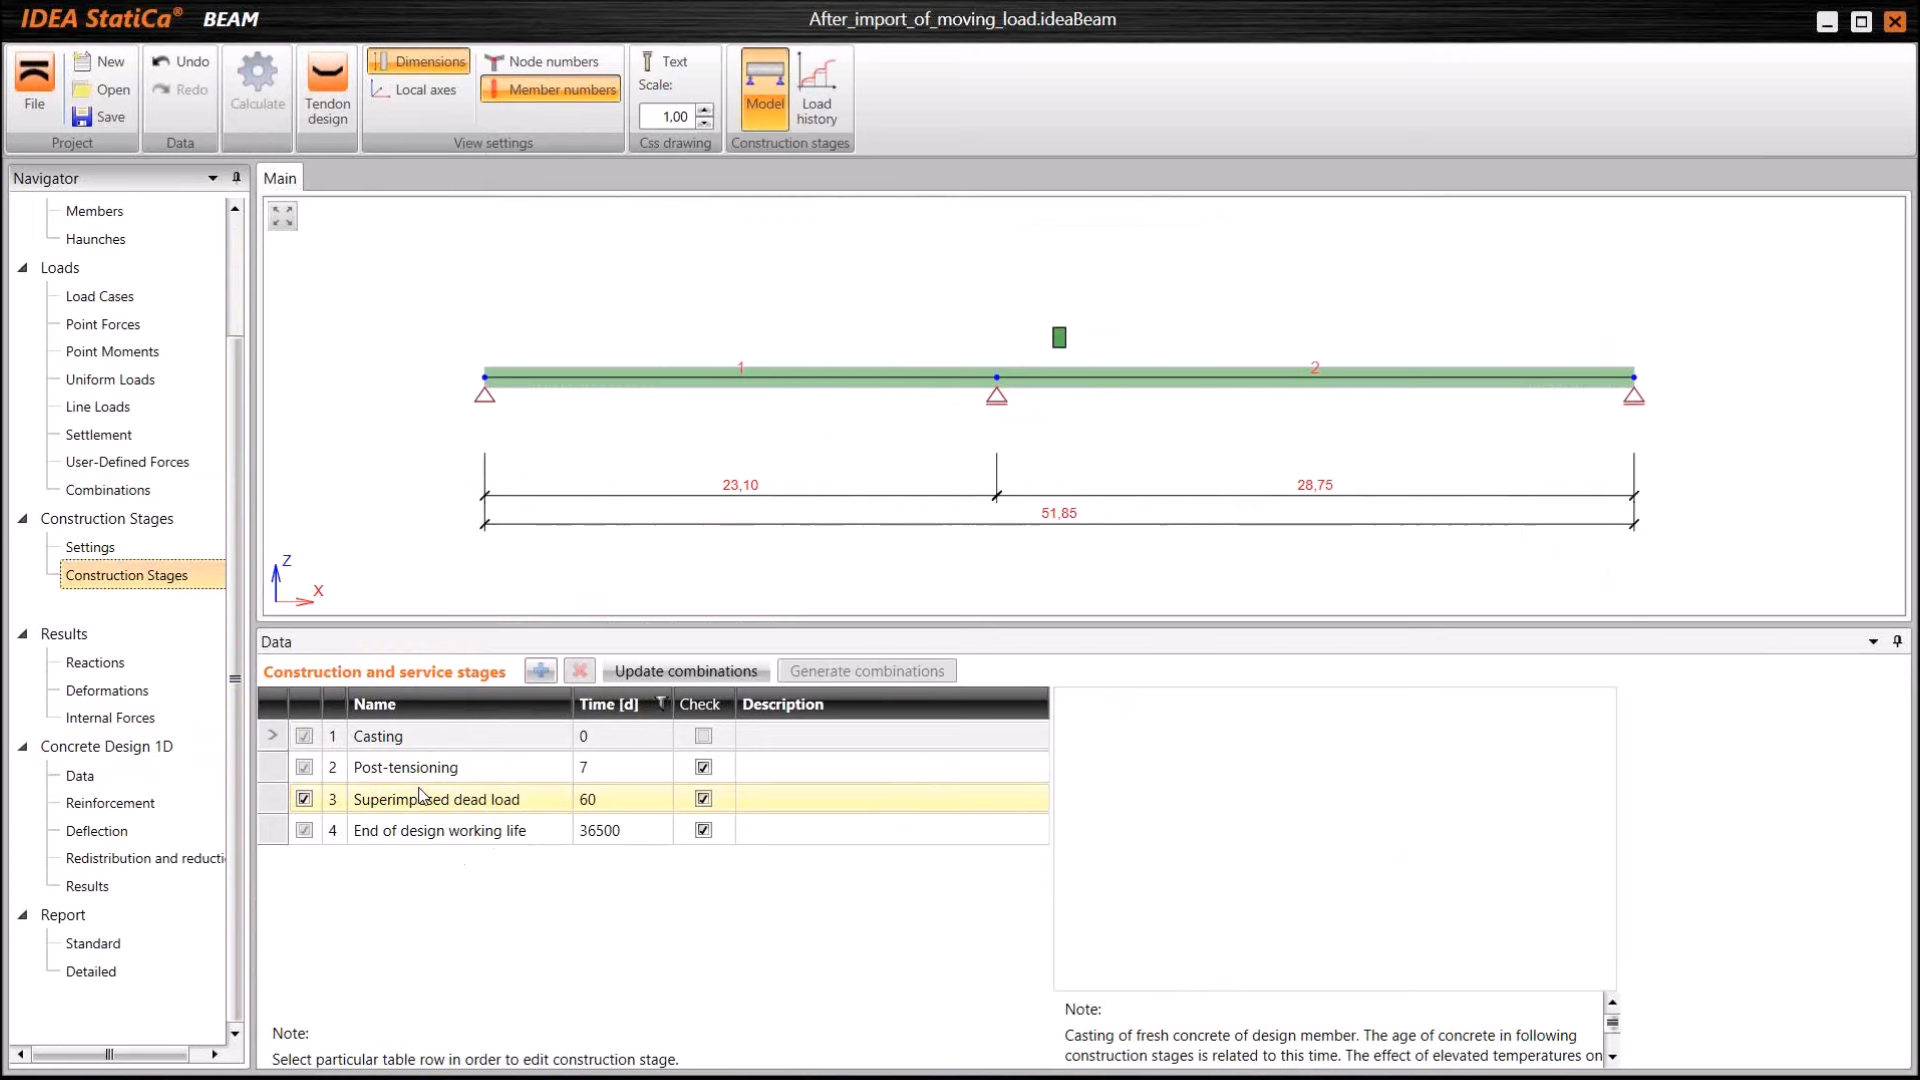 IDEA StatiCa® BEAM
After_import_of_moving_load.ideaBeam
File
New
Open
Save
Project
Undo
Redo
Data
Calculate
Tendon
design
Dimensions
Local axes
Node numbers
Member numbers
View settings
Text
Scale:
1,00
Css drawing
Model
Load
history
Construction stages
Navigator
Members
Haunches
Loads
Load Cases
Point Forces
Point Moments
Uniform Loads
Line Loads
Settlement
User-Defined Forces
Combinations
Construction Stages
Settings
Construction Stages
Results
Reactions
Deformations
Internal Forces
Concrete Design 1D
Data
Reinforcement
Deflection
Redistribution and reducti
Results
Report
Standard
Detailed
Main
1
2
23,10
28,75
51,85
Z
X
Data
Construction and service stages
Update combinations
Generate combinations
Name Time [d] Check Description
1 Casting 0
2 Post-tensioning 7
3 Superimposed dead load 60
4 End of design working life 36500
Note:
Select particular table row in order to edit construction stage.
Note:
Casting of fresh concrete of design member. The age of concrete in following
construction stages is related to this time. The effect of elevated temperatures on